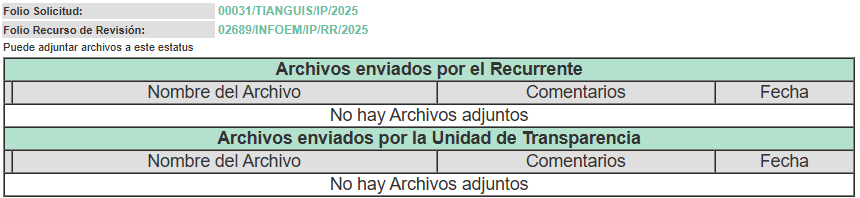 Folio Solicitud: 00031/TIANGUIS/IP/2025
Folio Recurso de Revisión: 02689/INFOEM/IP/RR/2025
Puede adjuntar archivos a este estatus
Archivos enviados por el Recurrente
Nombre del Archivo Comentarios Fecha
No hay Archivos adjuntos
Archivos enviados por la Unidad de Transparencia
Nombre del Archivo Comentarios Fecha
No hay Archivos adjuntos